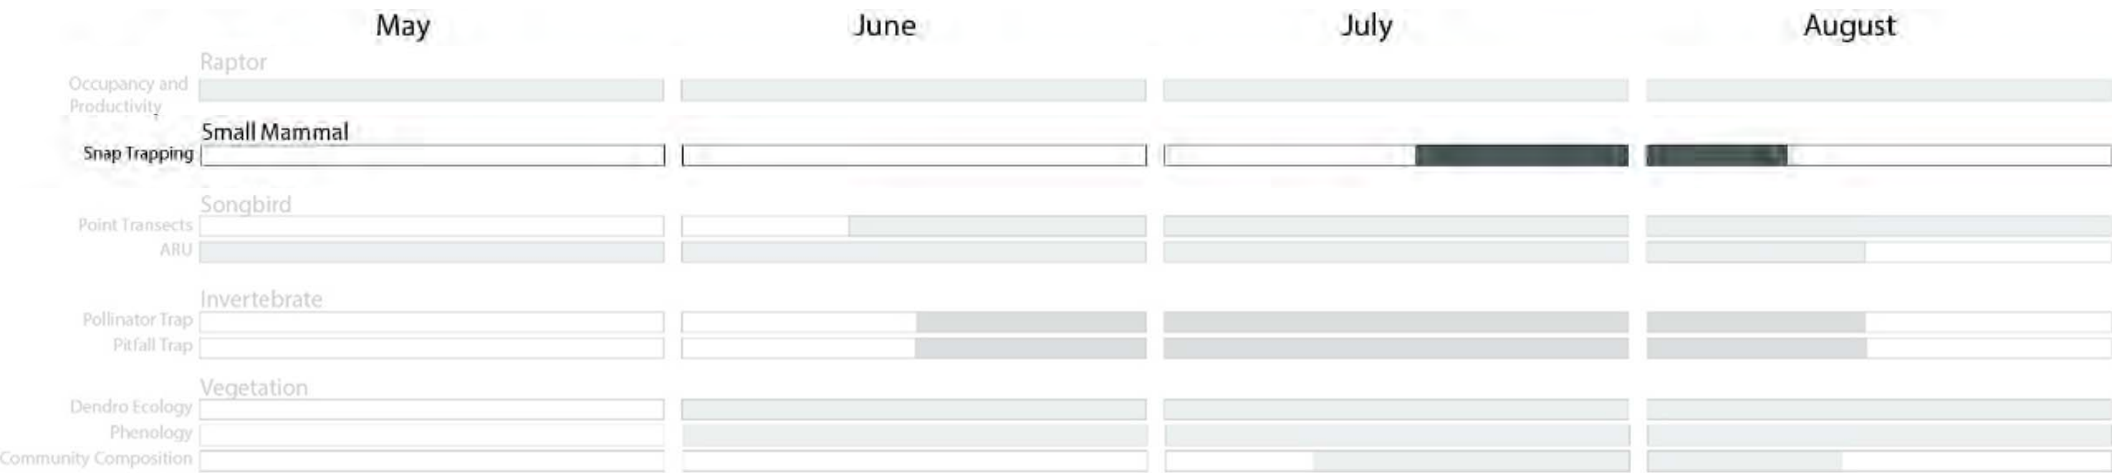 May June July August
Raptor
Occupancy and
Productivity
Small Mammal
Snap Trapping
Songbird
Point Transects
ARU
Invertebrate
Pollinator Trap
Pitfall Trap
Vegetation
Dendro Ecology
Phenology
Community Composition